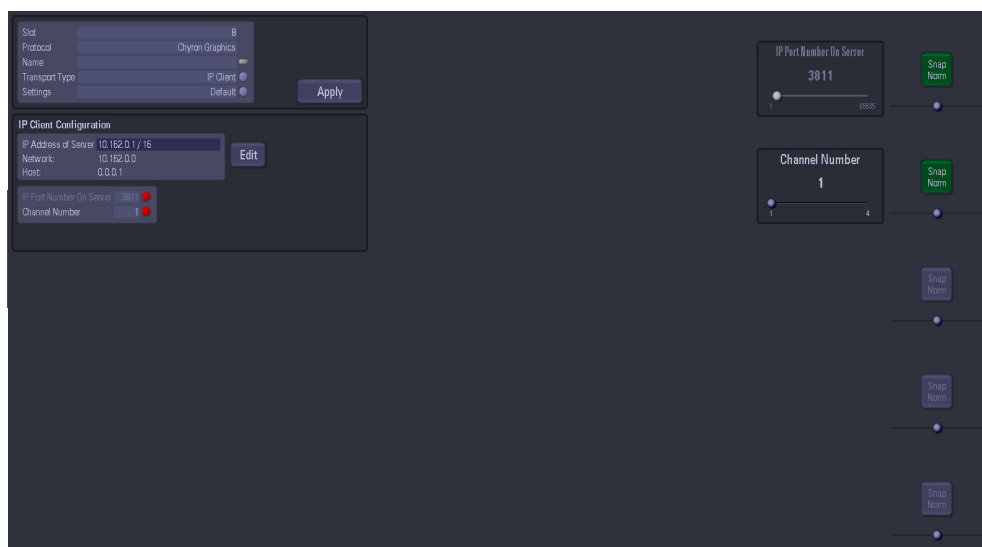 Slot 8
Protocol Chyron Graphics
Name
Transport Type IP Client
Settings Default
Apply
IP Client Configuration
IP Address of Server 10.162.0.1 / 16
Network: 10.162.0.0
Host: 0.0.0.1
Edit
IP Port Number On Server 3811
Channel Number 1
IP Port Number On Server
3811
1 65535
Snap
Norm
Channel Number
1
1 4
Snap
Norm
Snap
Norm
Snap
Norm
Snap
Norm